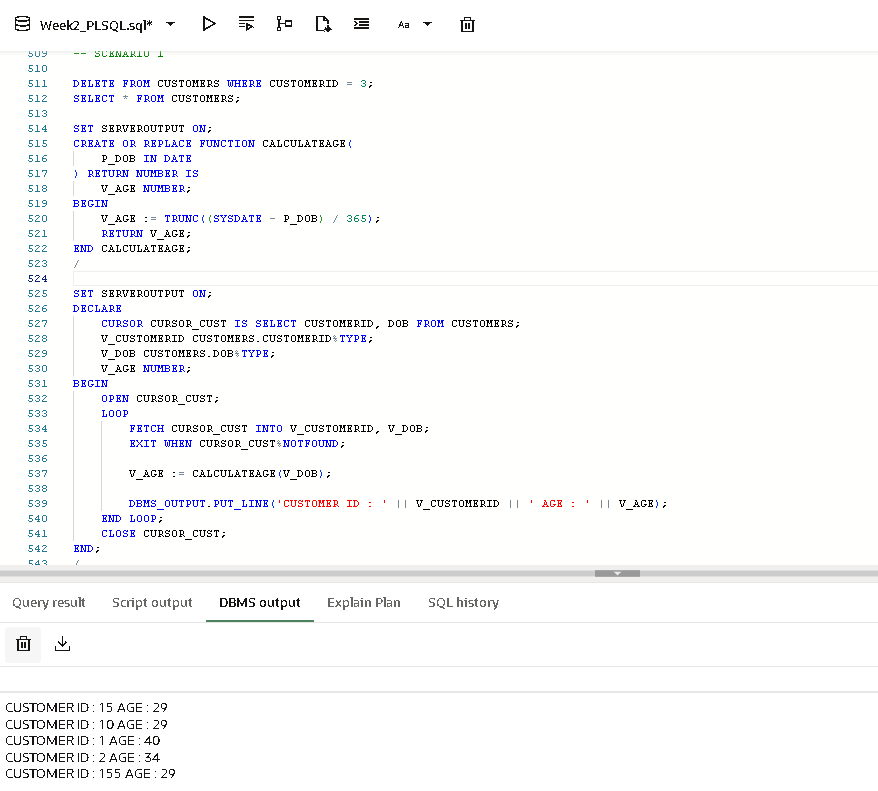 Week2_PLSQL.sql*
Aa
509 -- SCENARIO 1
510
511 DELETE FROM CUSTOMERS WHERE CUSTOMERID = 3;
512 SELECT * FROM CUSTOMERS;
513
514 SET SERVEROUTPUT ON;
515 CREATE OR REPLACE FUNCTION CALCULATEAGE(
516 P_DOB IN DATE
517 ) RETURN NUMBER IS
518 V_AGE NUMBER;
519 BEGIN
520 V_AGE := TRUNC((SYSDATE - P_DOB) / 365);
521 RETURN V_AGE;
522 END CALCULATEAGE;
523 /
524
525 SET SERVEROUTPUT ON;
526 DECLARE
527 CURSOR CURSOR_CUST IS SELECT CUSTOMERID, DOB FROM CUSTOMERS;
528 V_CUSTOMERID CUSTOMERS.CUSTOMERID%TYPE;
529 V_DOB CUSTOMERS.DOB%TYPE;
530 V_AGE NUMBER;
531 BEGIN
532 OPEN CURSOR_CUST;
533 LOOP
534 FETCH CURSOR_CUST INTO V_CUSTOMERID, V_DOB;
535 EXIT WHEN CURSOR_CUST%NOTFOUND;
536
537 V_AGE := CALCULATEAGE(V_DOB);
538
539 DBMS_OUTPUT.PUT_LINE('CUSTOMER ID : ' || V_CUSTOMERID || ' AGE : ' || V_AGE);
540 END LOOP;
541 CLOSE CURSOR_CUST;
542 END;
543 /
Query result Script output DBMS output Explain Plan SQL history
CUSTOMER ID : 15 AGE : 29
CUSTOMER ID : 10 AGE : 29
CUSTOMER ID : 1 AGE : 40
CUSTOMER ID : 2 AGE : 34
CUSTOMER ID : 155 AGE : 29